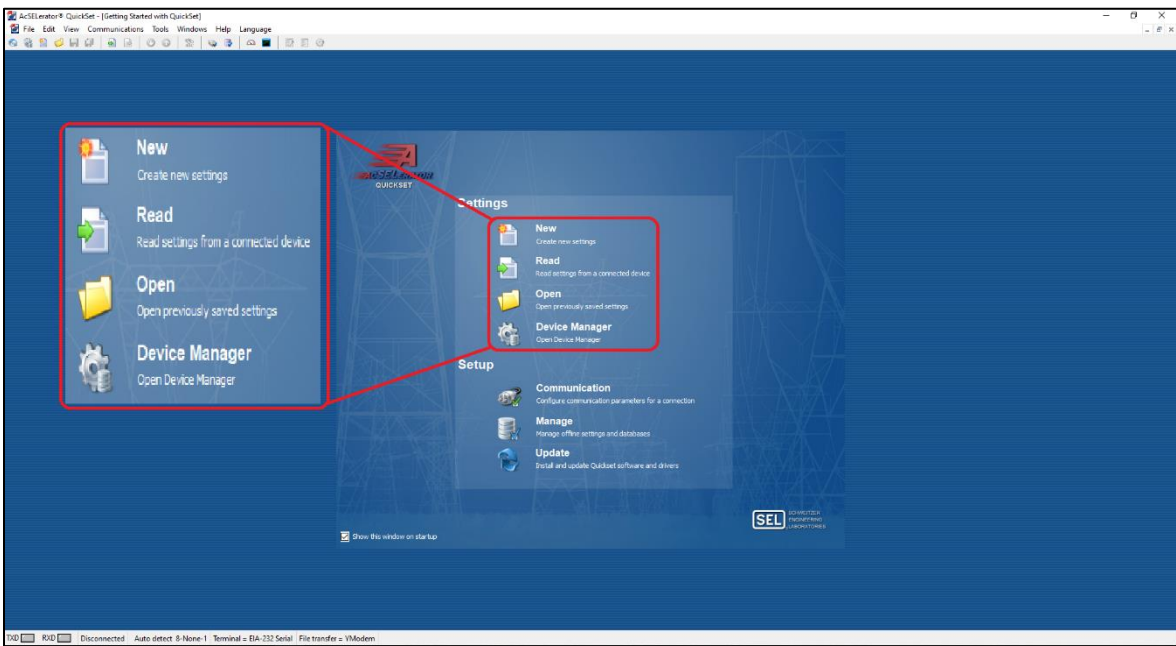 AcSELerator® QuickSet - [Getting Started with QuickSet]
File Edit View Communications Tools Windows Help Language
New
Create new settings
Read
Read settings from a connected device
Open
Open previously saved settings
Device Manager
Open Device Manager
ACSELERATOR
QUICKSET
Settings
New
Create new settings
Read
Read settings from a connected device
Open
Open previously saved settings
Device Manager
Open Device Manager
Setup
Communication
Configure communication parameters for a connection
Manage
Manage offline settings and databases
Update
Install and update Quickset software and drivers
SEL
SCHWEITZER
ENGINEERING
LABORATORIES
Show this window on startup
TXD RXD Disconnected Auto detect 8-None-1 Terminal = EIA-232 Serial File transfer = YModem